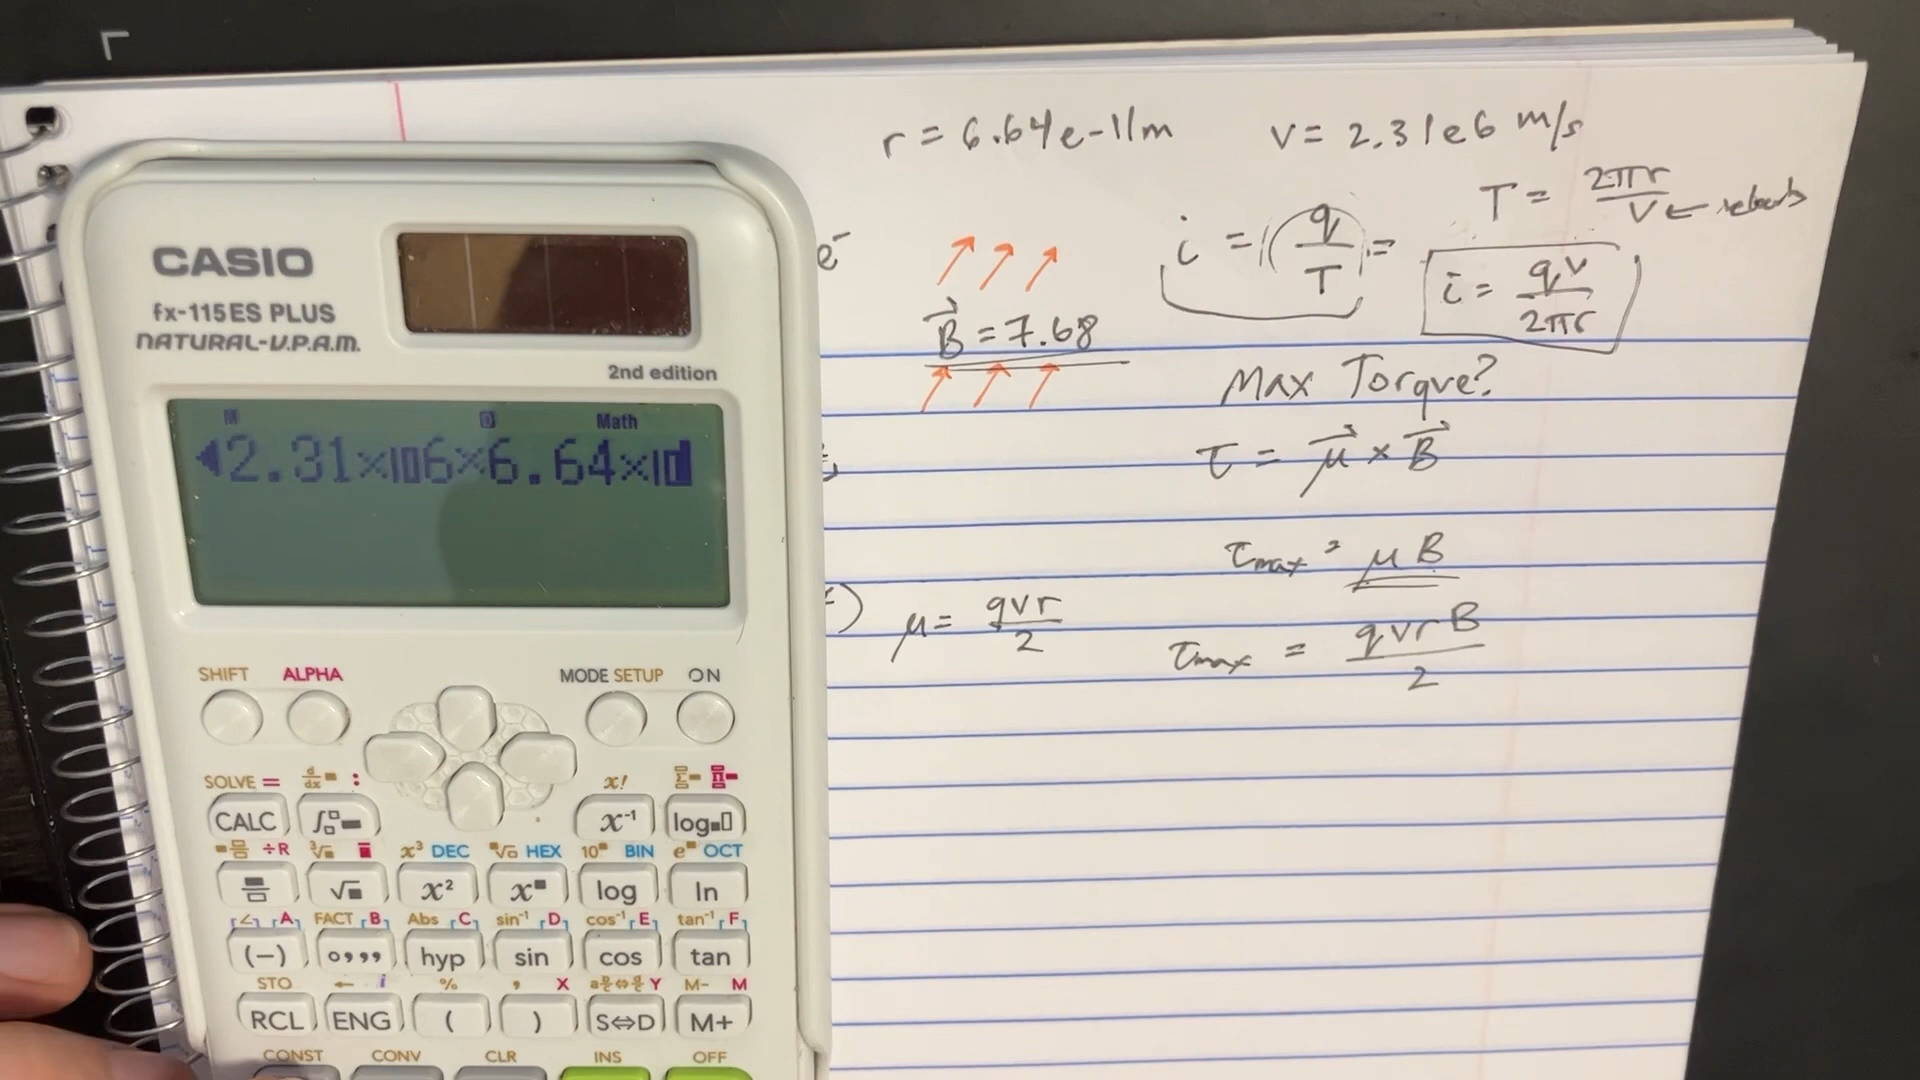 r = 6.64e-11m
v = 2.31e6 m/s
T = 2πr/v ←
e⁻
i = (q/T) =
i = qv/2πr
B⃗ = 7.68
Max Torque?
τ = μ⃗ × B⃗
τmax = μB
) μ = qvr/2
τmax = qvrB/2
CASIO
fx-115ES PLUS
NATURAL-V.P.A.M.
2nd edition
M D Math
◀2.31×⏨6×6.64×⏨
SHIFT ALPHA MODE SETUP ON
SOLVE = d/dx : x! Σ Π
CALC ∫ x⁻¹ log
÷R ³√ x³ DEC √ HEX 10 BIN e OCT
√ x² x log ln
∠ A FACT B Abs C sin⁻¹ D cos⁻¹ E tan⁻¹ F
(−) °,,, hyp sin cos tan
STO ← i % , X a b/c⇔d/c Y M− M
RCL ENG ( ) S⇔D M+
CONST CONV CLR INS OFF